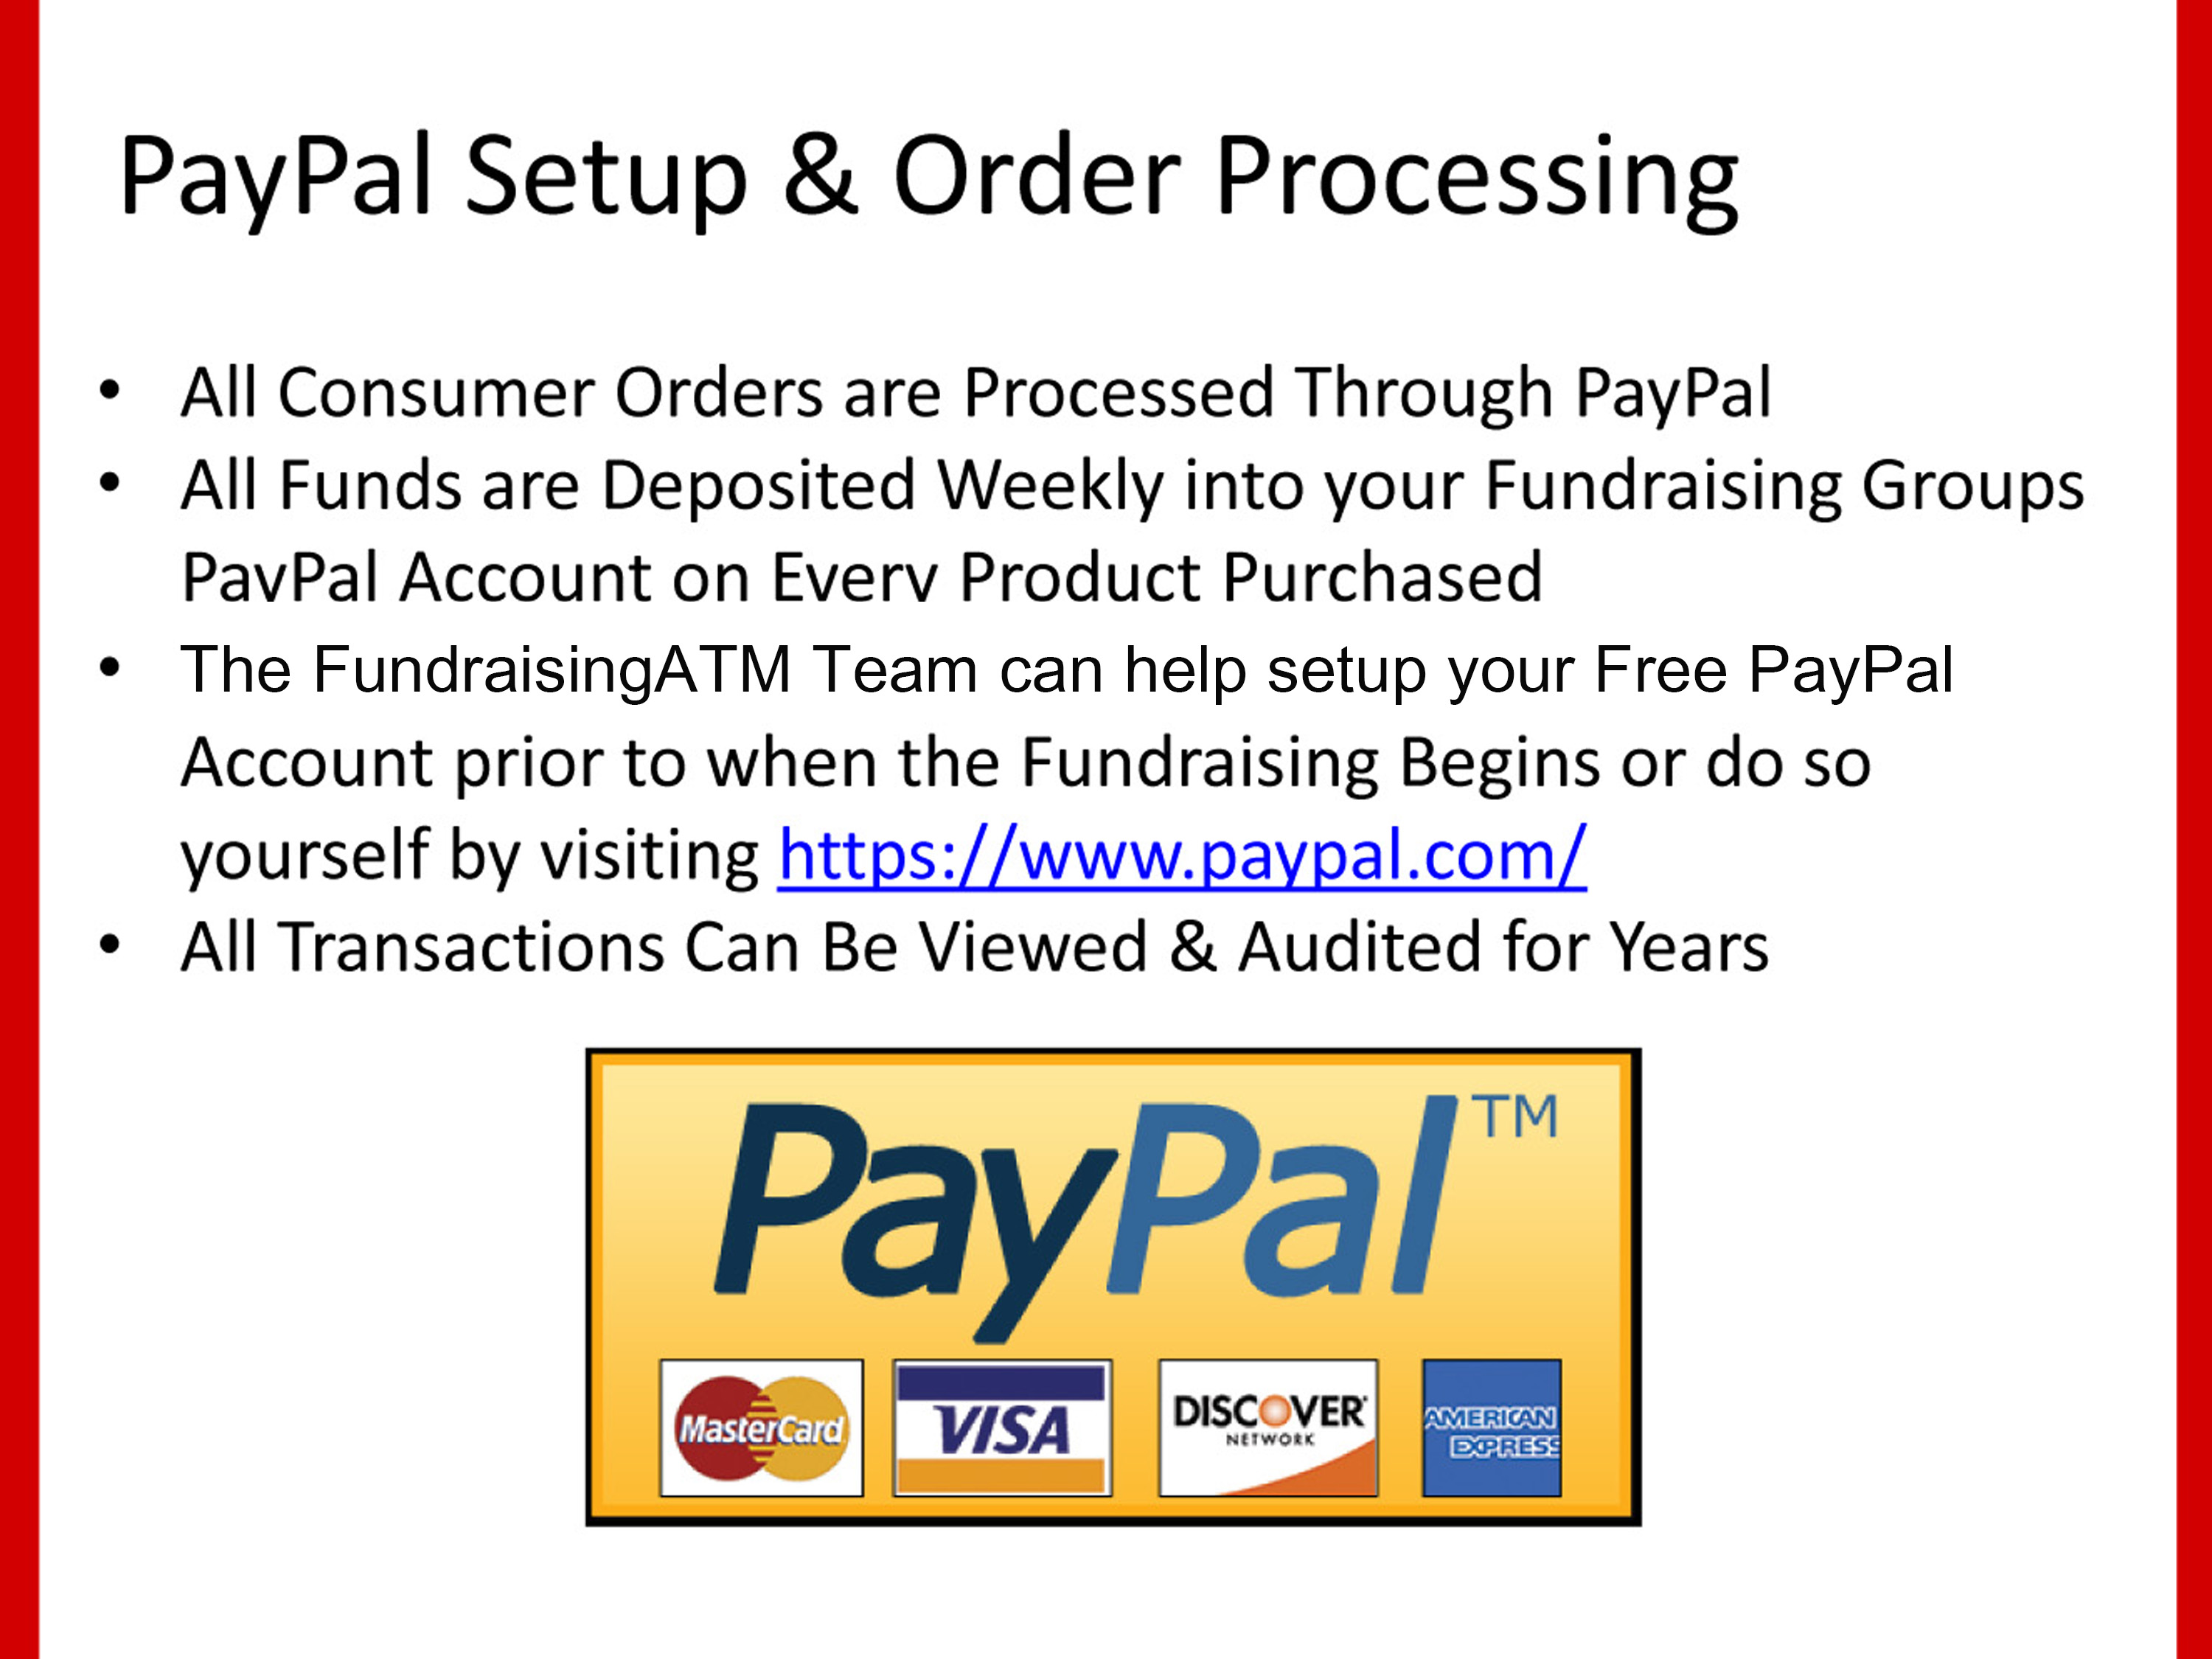 PayPal Setup & Order Processing
• All Consumer Orders are Processed Through PayPal
• All Funds are Deposited Weekly into your Fundraising Groups
PayPal Account on Every Product Purchased
• The FundraisingATM Team can help setup your Free PayPal
Account prior to when the Fundraising Begins or do so
yourself by visiting https://www.paypal.com/
• All Transactions Can Be Viewed & Audited for Years
PayPal™
MasterCard VISA DISCOVER AMERICAN
NETWORK EXPRESS